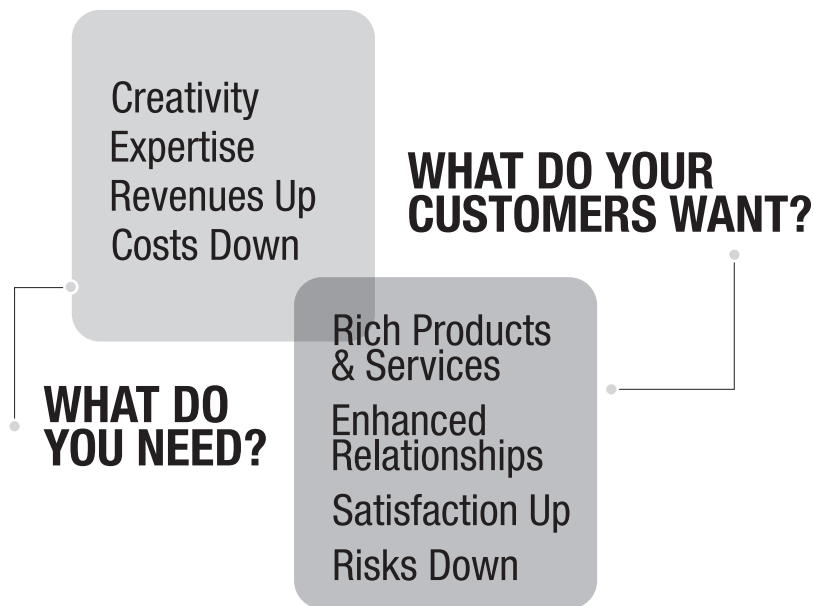 Creativity
Expertise
Revenues Up
Costs Down
WHAT DO YOUR
CUSTOMERS WANT?
Rich Products
& Services
Enhanced
Relationships
Satisfaction Up
Risks Down
WHAT DO
YOU NEED?